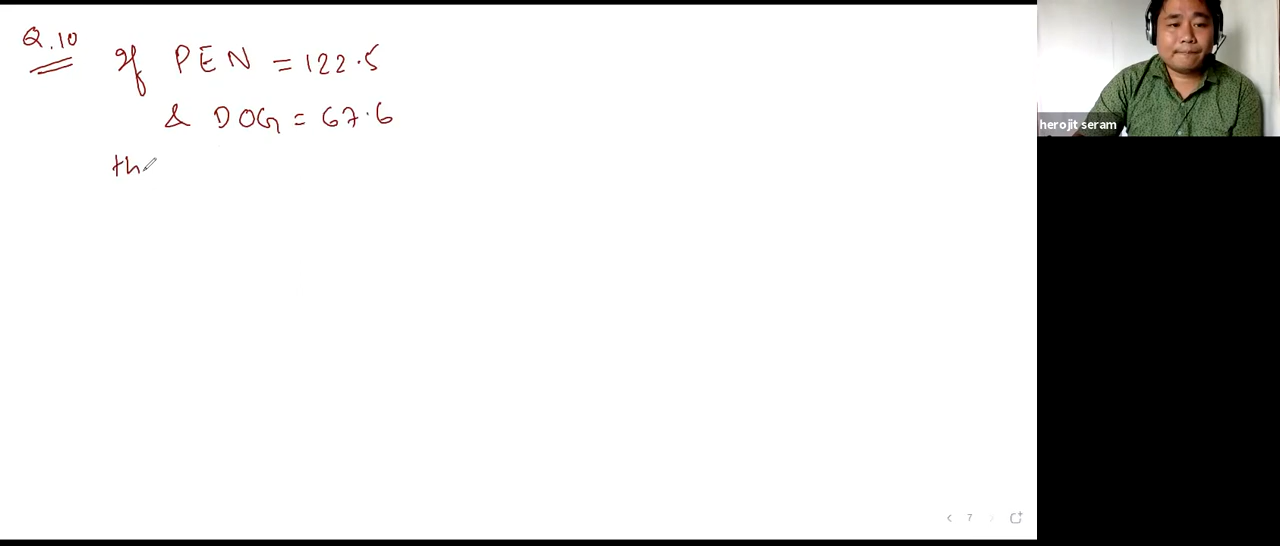 Q.10 If PEN = 122.5
& DOG = 67.6
th
herojit seram
7